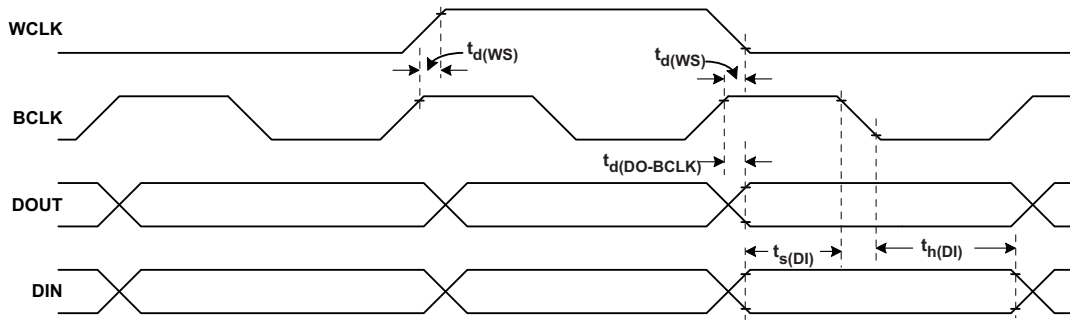 WCLK
t_d(WS)
t_d(WS)
BCLK
t_d(DO-BCLK)
DOUT
t_s(DI)
t_h(DI)
DIN